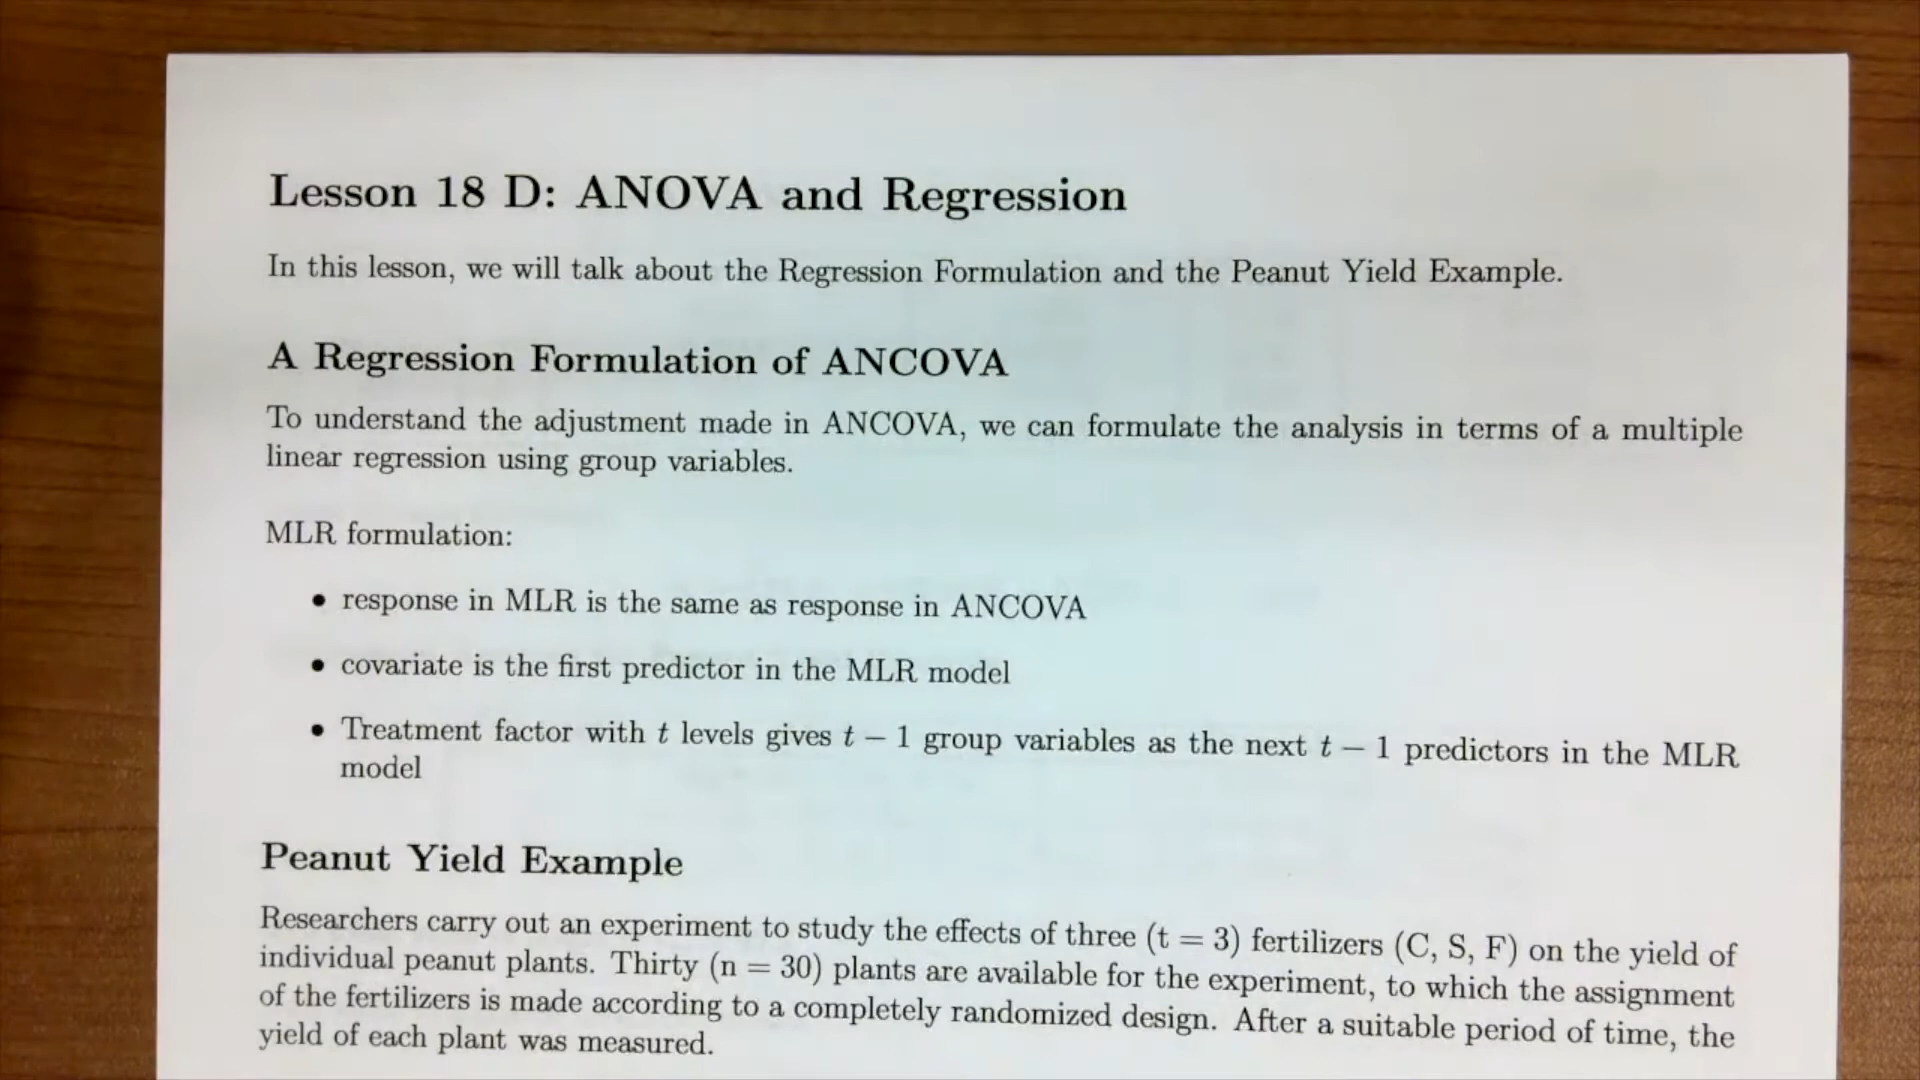 Lesson 18 D: ANOVA and Regression
In this lesson, we will talk about the Regression Formulation and the Peanut Yield Example.
A Regression Formulation of ANCOVA
To understand the adjustment made in ANCOVA, we can formulate the analysis in terms of a multiple
linear regression using group variables.
MLR formulation:
• response in MLR is the same as response in ANCOVA
• covariate is the first predictor in the MLR model
• Treatment factor with t levels gives t − 1 group variables as the next t − 1 predictors in the MLR
model
Peanut Yield Example
Researchers carry out an experiment to study the effects of three (t = 3) fertilizers (C, S, F) on the yield of
individual peanut plants. Thirty (n = 30) plants are available for the experiment, to which the assignment
of the fertilizers is made according to a completely randomized design. After a suitable period of time, the
yield of each plant was measured.